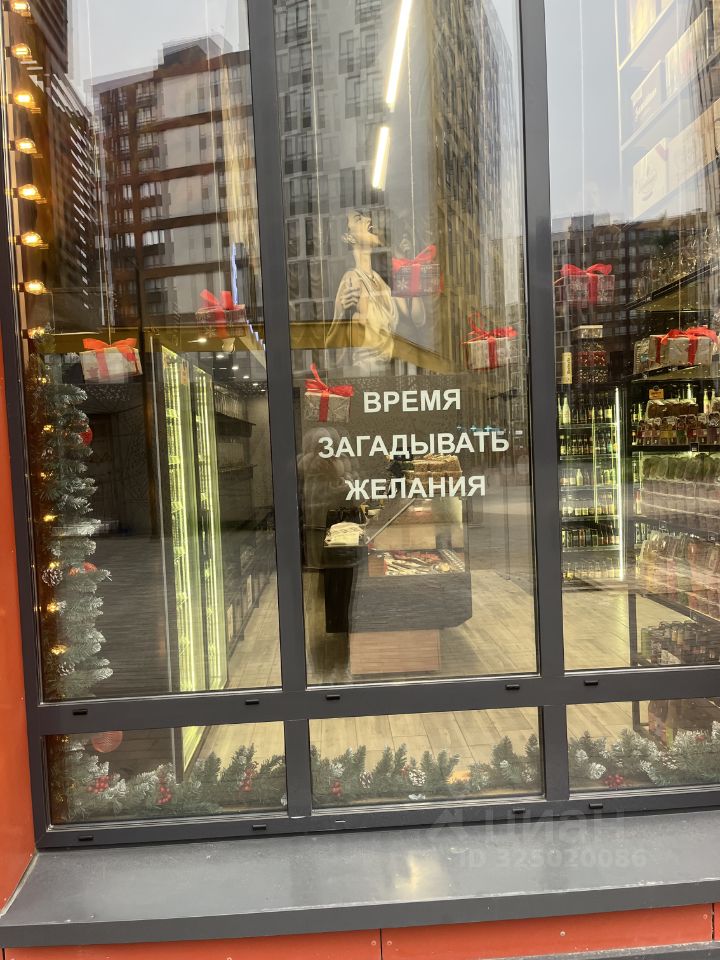 ВРЕМЯ
ЗАГАДЫВАТЬ
ЖЕЛАНИЯ
ЦИАН
ID 325020086